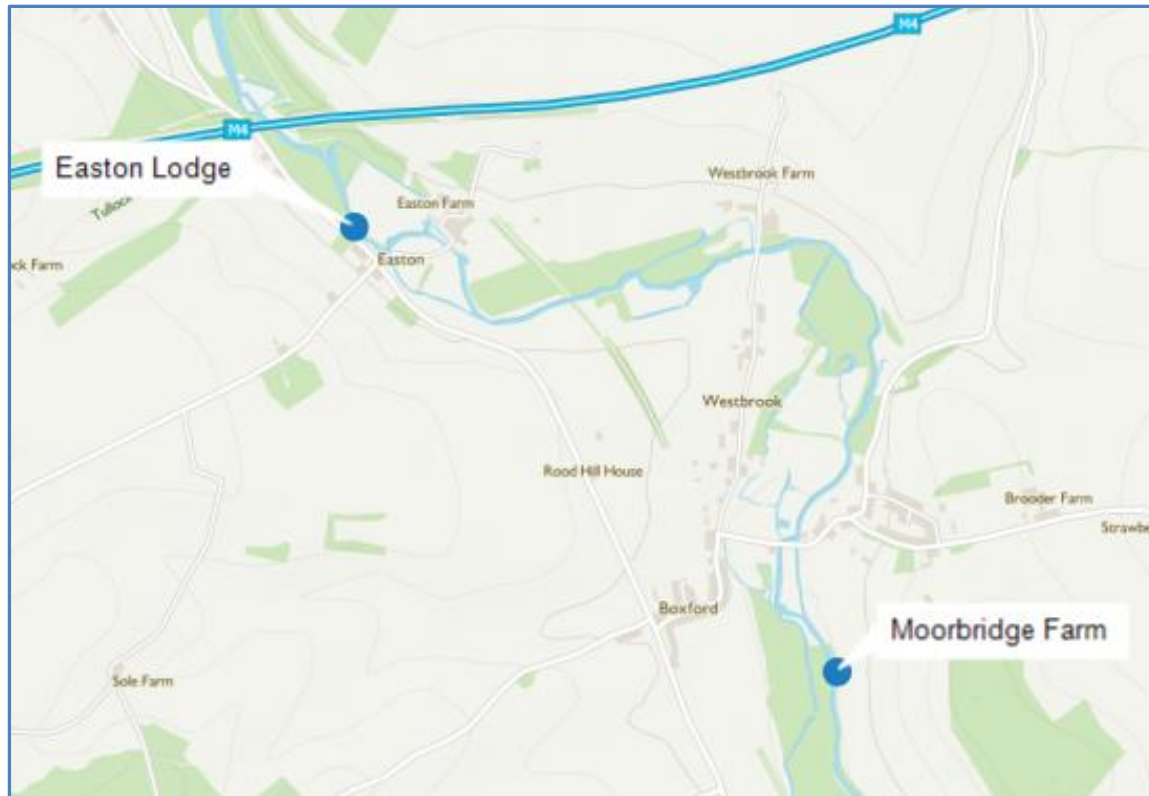 M4
M4
Easton Lodge
Westbrook Farm
Easton Farm
Easton
Farm
Westbrook
Rood Hill House
Brooder Farm
Boxford
Moorbridge Farm
Sole Farm